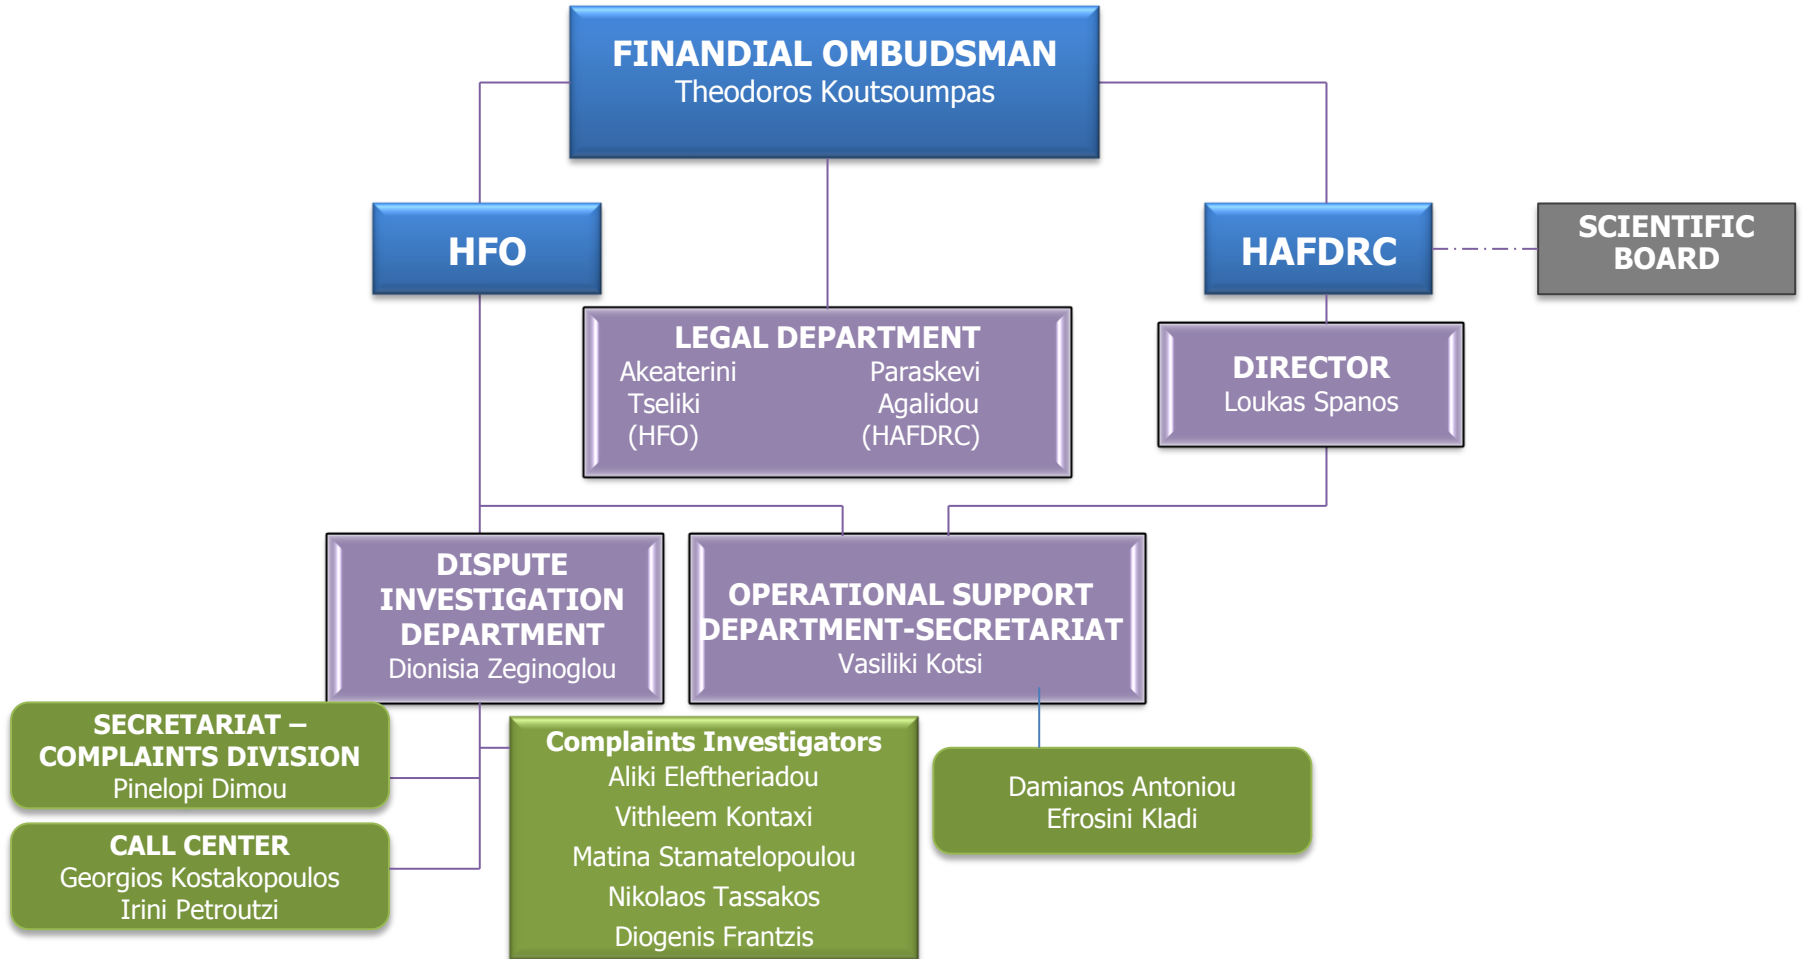 FINANDIAL OMBUDSMAN
Theodoros Koutsoumpas
HFO
HAFDRC
SCIENTIFIC
BOARD
LEGAL DEPARTMENT
Akeaterini
Tseliki
(HFO)
Paraskevi
Agalidou
(HAFDRC)
DIRECTOR
Loukas Spanos
DISPUTE
INVESTIGATION
DEPARTMENT
Dionisia Zeginoglou
OPERATIONAL SUPPORT
DEPARTMENT-SECRETARIAT
Vasiliki Kotsi
SECRETARIAT –
COMPLAINTS DIVISION
Pinelopi Dimou
CALL CENTER
Georgios Kostakopoulos
Irini Petroutzi
Complaints Investigators
Aliki Eleftheriadou
Vithleem Kontaxi
Matina Stamatelopoulou
Nikolaos Tassakos
Diogenis Frantzis
Damianos Antoniou
Efrosini Kladi